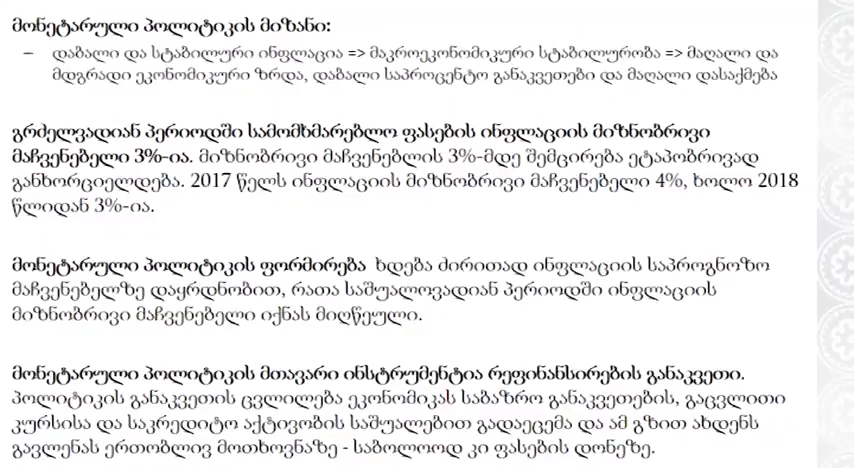 მონეტარული პოლიტიკის მიზანი:
– დაბალი და სტაბილური ინფლაცია => მაკროეკონომიკური სტაბილურობა => მაღალი და
მდგრადი ეკონომიკური ზრდა, დაბალი საპროცენტო განაკვეთები და მაღალი დასაქმება
გრძელვადიან პერიოდში სამომხმარებლო ფასების ინფლაციის მიზნობრივი
მაჩვენებელი 3%-ია. მიზნობრივი მაჩვენებლის 3%-მდე შემცირება ეტაპობრივად
განხორციელდება. 2017 წელს ინფლაციის მიზნობრივი მაჩვენებელი 4%, ხოლო 2018
წლიდან 3%-ია.
მონეტარული პოლიტიკის ფორმირება ხდება ძირითად ინფლაციის საპროგნოზო
მაჩვენებელზე დაყრდნობით, რათა საშუალოვადიან პერიოდში ინფლაციის
მიზნობრივი მაჩვენებელი იქნას მიღწეული.
მონეტარული პოლიტიკის მთავარი ინსტრუმენტია რეფინანსირების განაკვეთი.
პოლიტიკის განაკვეთის ცვლილება ეკონომიკას საბაზრო განაკვეთების, გაცვლითი
კურსისა და საკრედიტო აქტივობის საშუალებით გადაეცემა და ამ გზით ახდენს
გავლენას ერთობლივ მოთხოვნაზე - საბოლოოდ კი ფასების დონეზე.